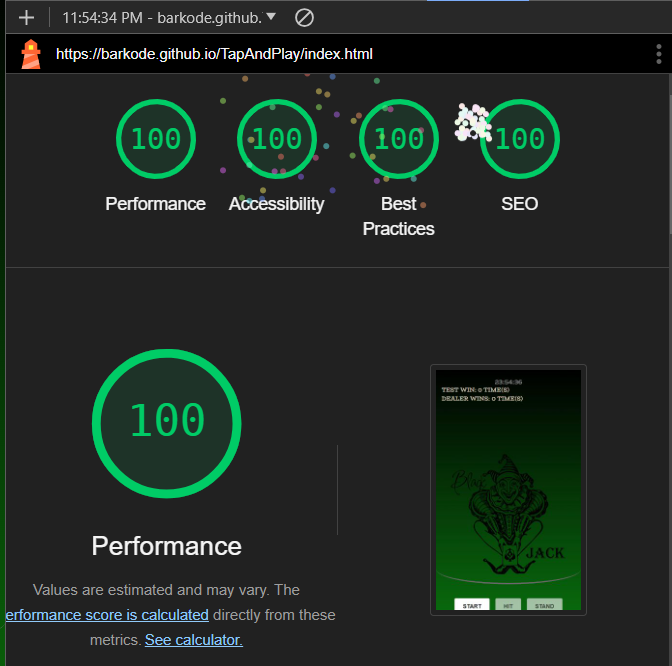 11:54:34 PM - barkode.github.
https://barkode.github.io/TapAndPlay/index.html
100 100 100 100
Performance Accessibility Best Practices SEO
100
Performance
Values are estimated and may vary. The
erformance score is calculated directly from these
metrics. See calculator.
23:54:36
TEST WIN: 0 TIME(S)
DEALER WINS: 0 TIME(S)
Black
JACK
START HIT STAND